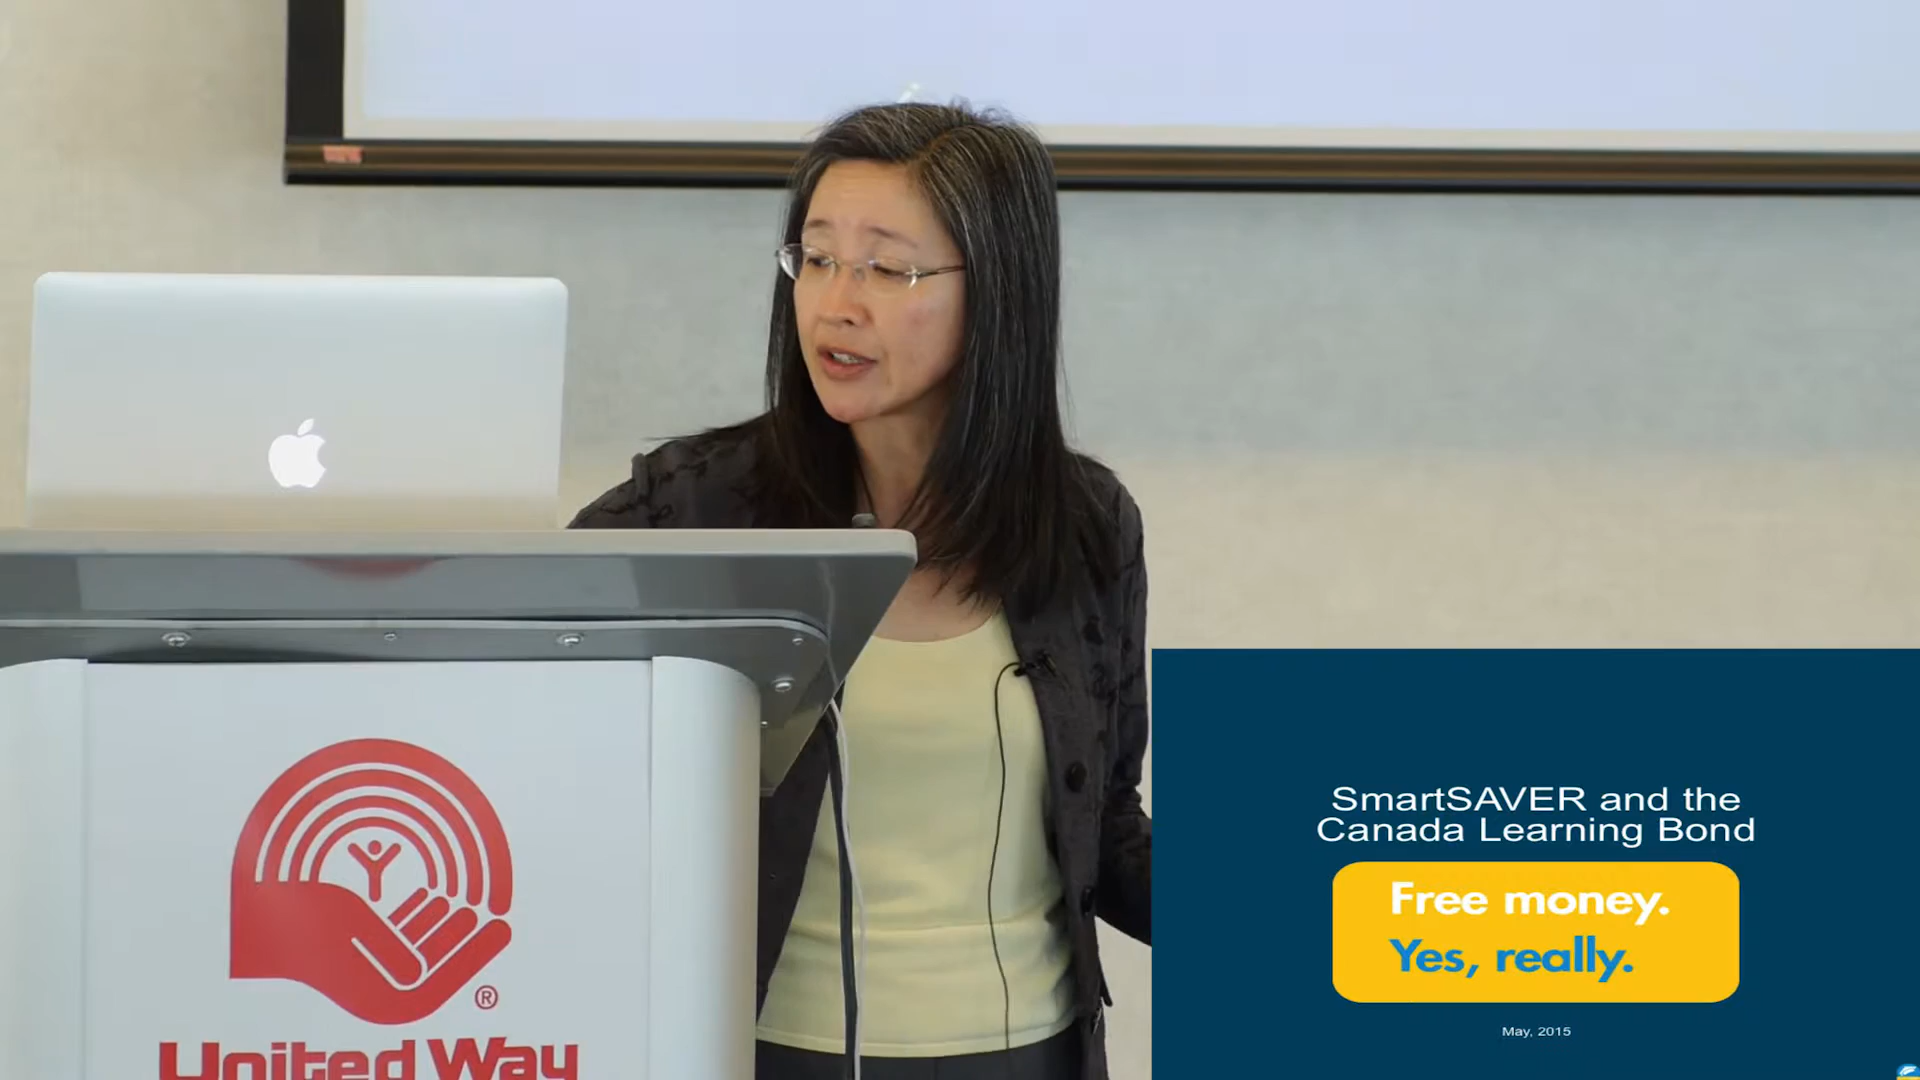 ®
United Way
SmartSAVER and the
Canada Learning Bond
Free money.
Yes, really.
May, 2015